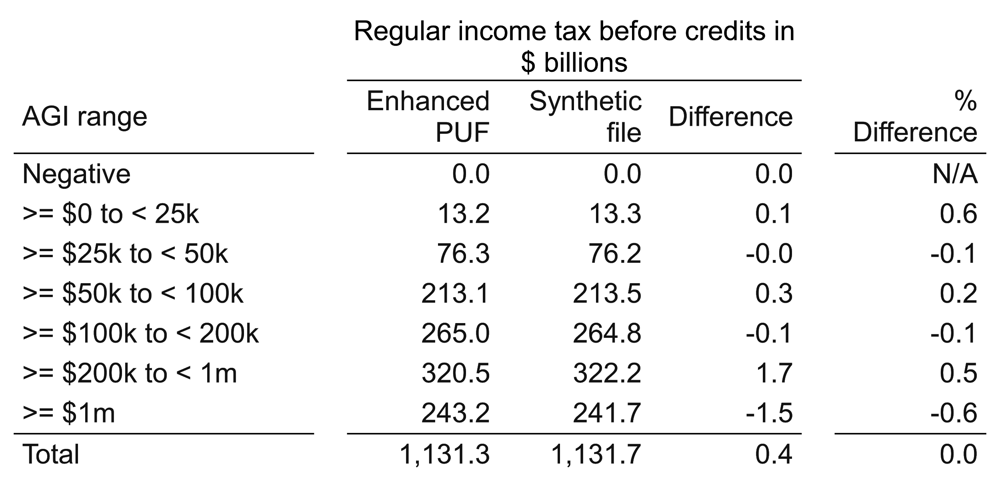 Regular income tax before credits in
$ billions
AGI range Enhanced PUF Synthetic file Difference % Difference
Negative 0.0 0.0 0.0 N/A
>= $0 to < 25k 13.2 13.3 0.1 0.6
>= $25k to < 50k 76.3 76.2 -0.0 -0.1
>= $50k to < 100k 213.1 213.5 0.3 0.2
>= $100k to < 200k 265.0 264.8 -0.1 -0.1
>= $200k to < 1m 320.5 322.2 1.7 0.5
>= $1m 243.2 241.7 -1.5 -0.6
Total 1,131.3 1,131.7 0.4 0.0